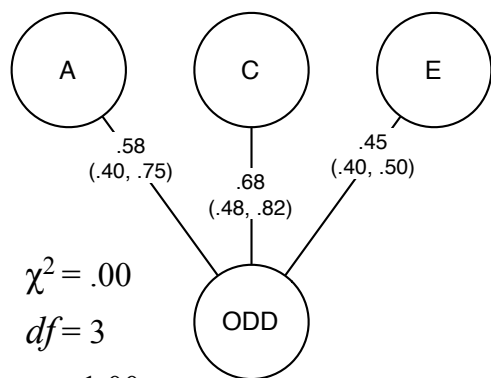 A
C
E
.58
(.40, .75)
.68
(.48, .82)
.45
(.40, .50)
χ² = .00
df = 3
ODD